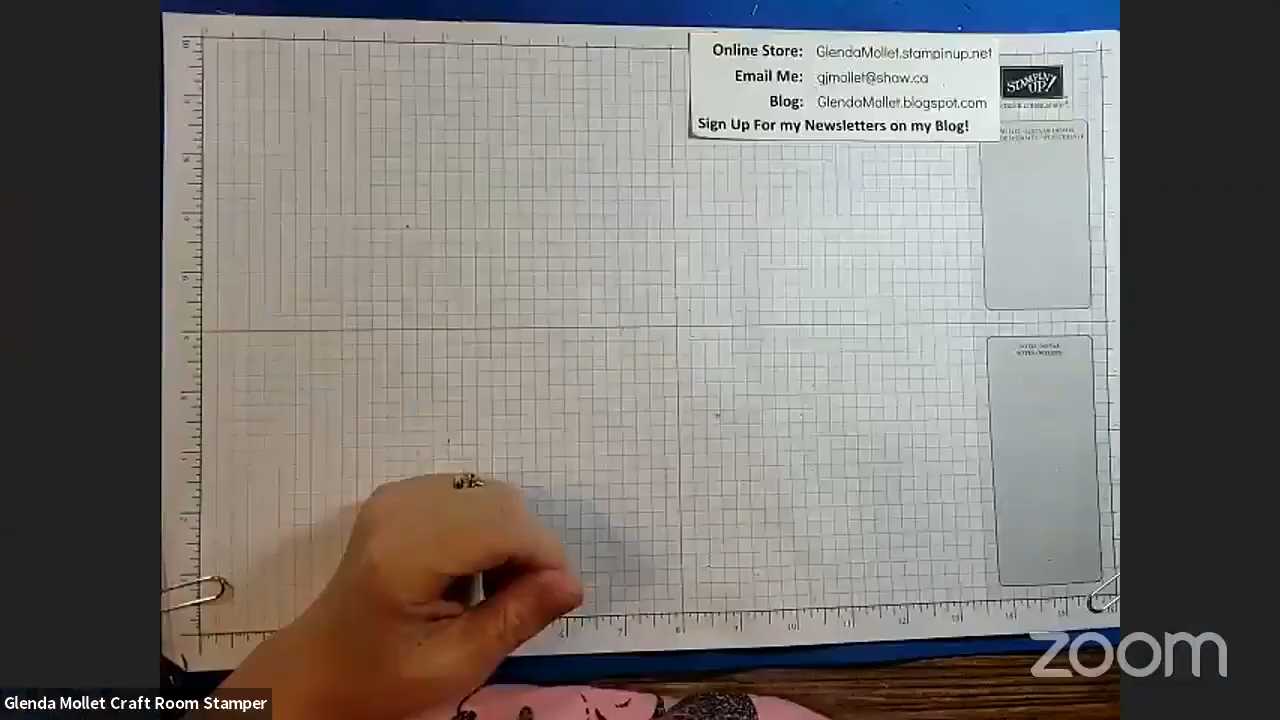 Online Store: GlendaMollet.stampinup.net
Email Me: gjmollet@shaw.ca
Blog: GlendaMollet.blogspot.com
Sign Up For my Newsletters on my Blog!
STAMPIN' UP!
zoom
Glenda Mollet Craft Room Stamper